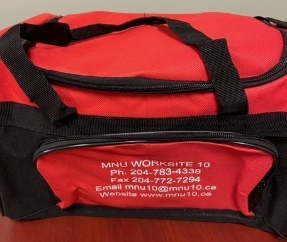 MNU WORKSITE 10
Ph. 204-783-4338
Fax 204-772-7294
Email mnu10@mnu10.ca
Website www.mnu10.ca